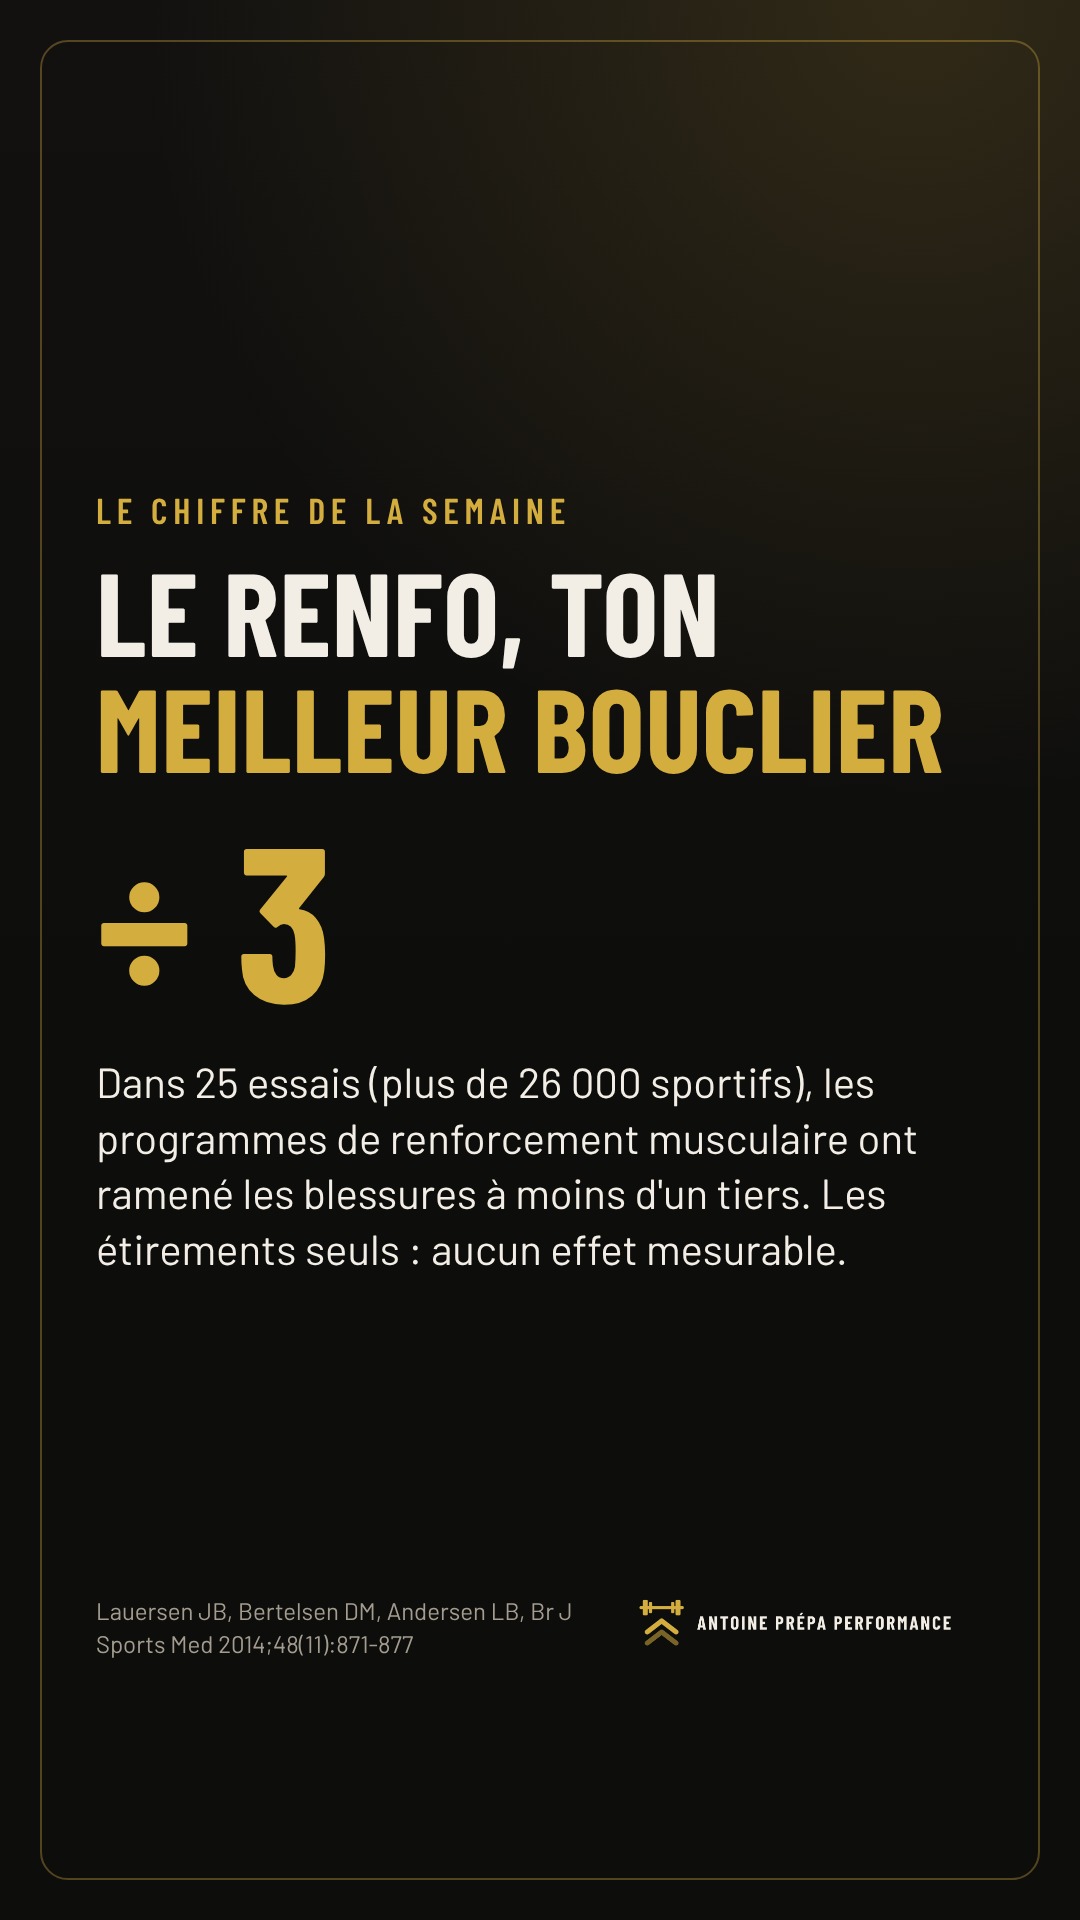 LE CHIFFRE DE LA SEMAINE
LE RENFO, TON
MEILLEUR BOUCLIER
÷ 3
Dans 25 essais (plus de 26 000 sportifs), les
programmes de renforcement musculaire ont
ramené les blessures à moins d'un tiers. Les
étirements seuls : aucun effet mesurable.
Lauersen JB, Bertelsen DM, Andersen LB, Br J
Sports Med 2014;48(11):871-877
ANTOINE PRÉPA PERFORMANCE